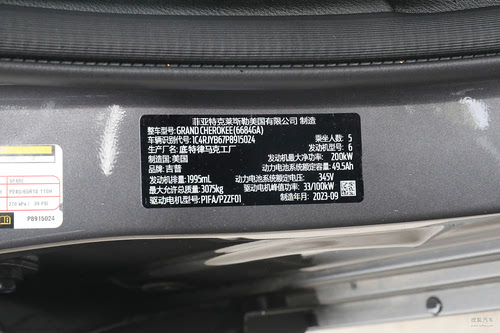 菲亚特克莱斯勒美国有限公司 制造
整车型号: GRAND CHEROKEE(6684GA)
车辆识别代号: 1C4RJYB67P8915024 乘坐人数: 5
生产厂名: 底特律马克工厂 发动机型号: 6
制造国: 美国 发动机最大净功率: 200kW
品牌: 吉普 动力电池系统额定容量: 49.5Ah
发动机排量: 1995mL 动力电池系统额定电压: 345V
最大允许总质量: 3075kg 驱动电机峰值功率: 33/100kW
驱动电机型号: P1FA/P2ZF01 制造年月: 2023-09
P8915024